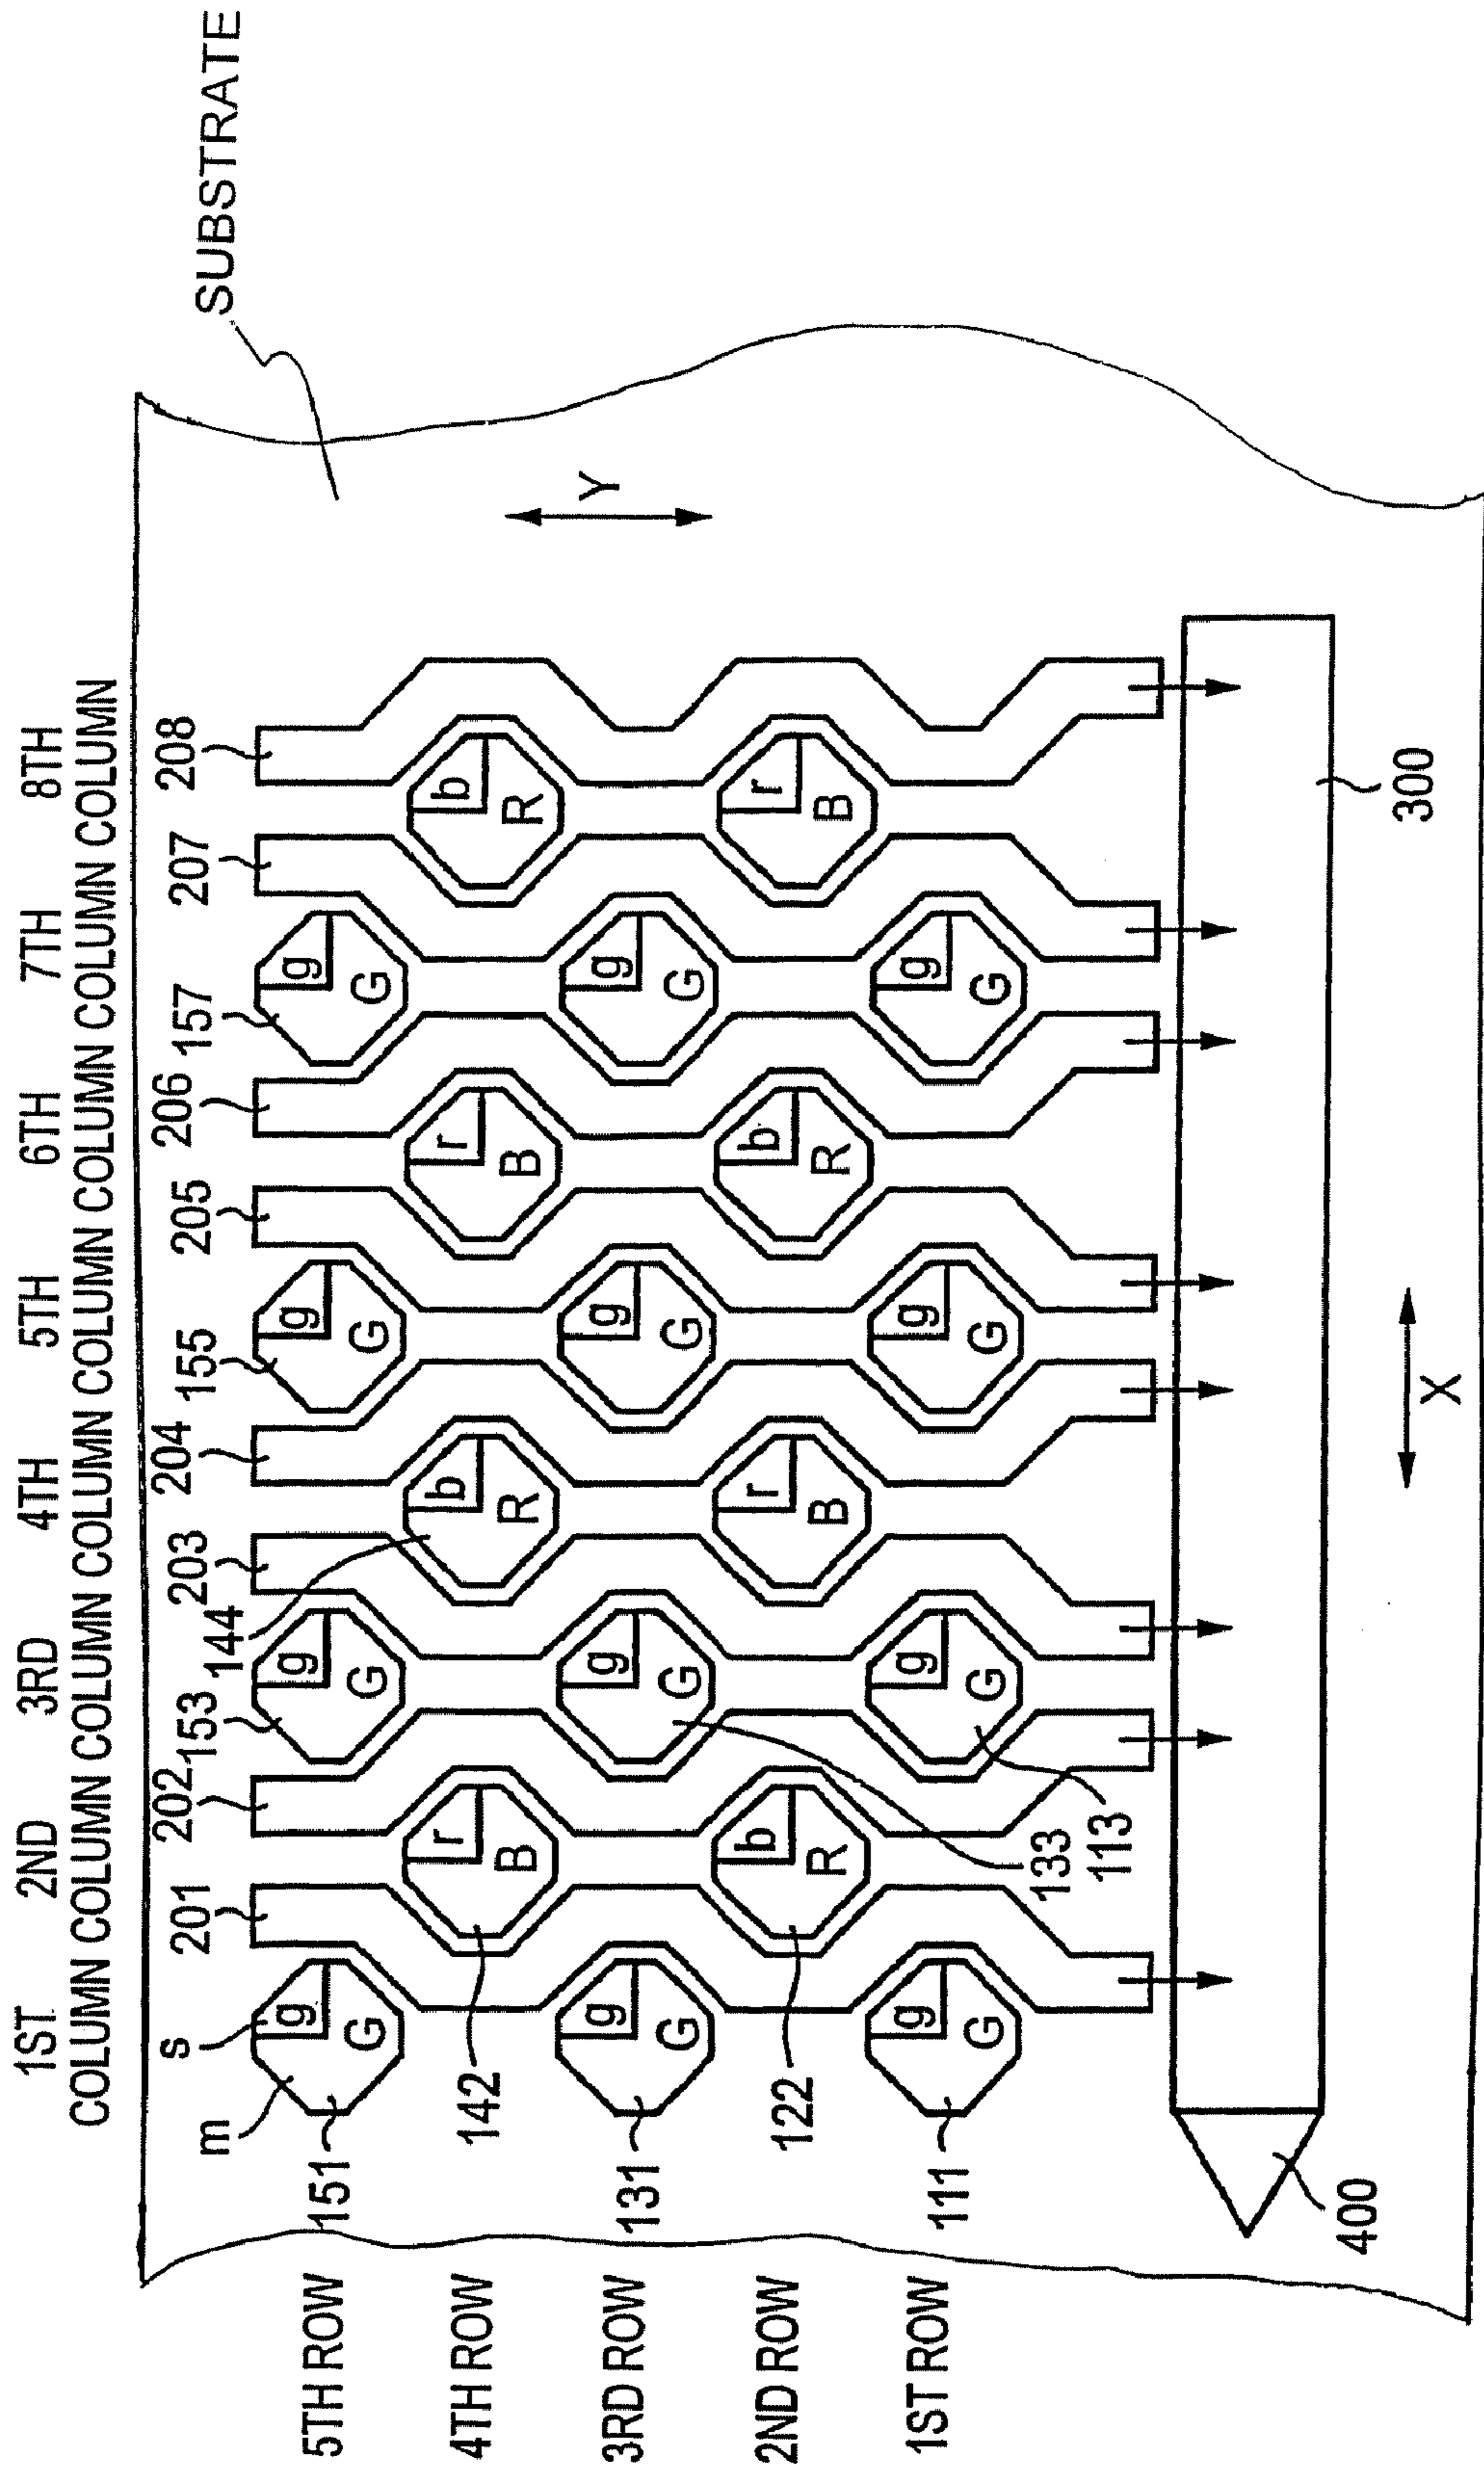 SUBSTRATE
1ST COLUMN
2ND COLUMN
3RD COLUMN
4TH COLUMN
5TH COLUMN
6TH COLUMN
7TH COLUMN
8TH COLUMN
201
202
203
204
205
206
207
208
m
s
153
144
155
157
5TH ROW
151
g
G
g
G
g
G
g
G
4TH ROW
142
r
B
b
R
r
B
b
R
Y
3RD ROW
131
g
G
g
G
g
G
g
G
2ND ROW
122
b
R
r
B
b
R
r
B
1ST ROW
111
g
G
g
G
g
G
g
G
133
113
400
300
X